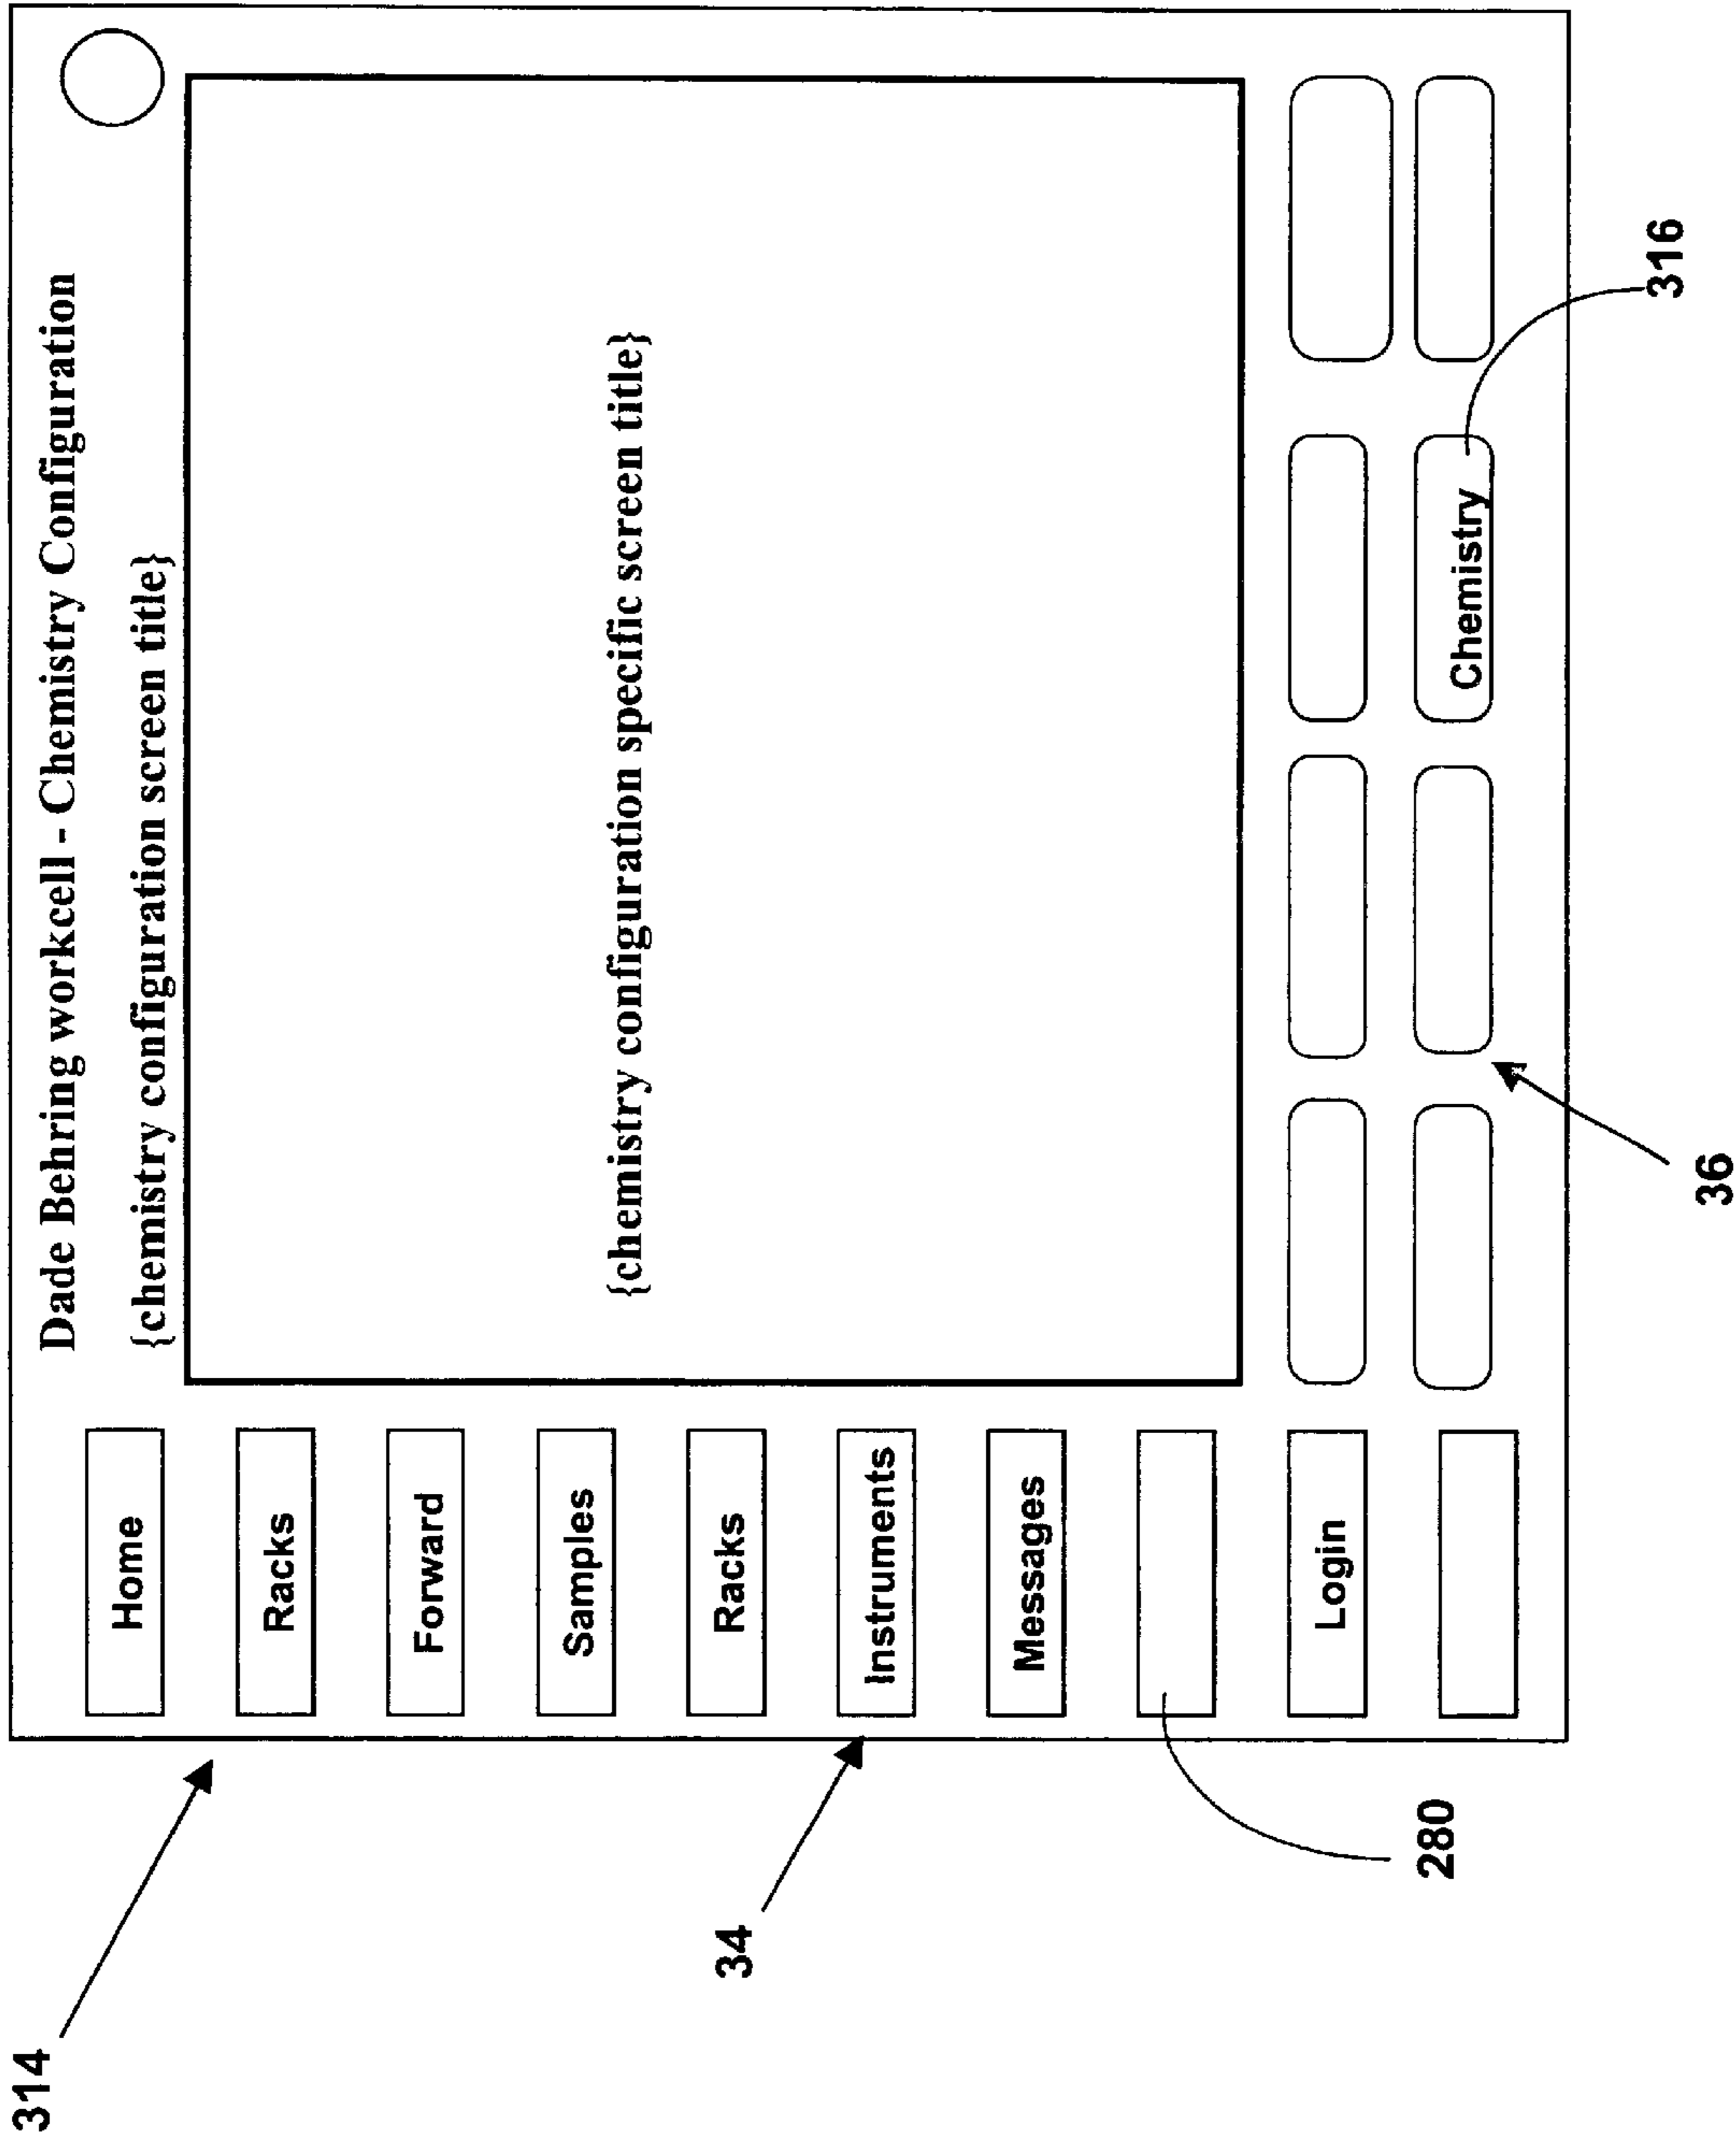 314
Dade Behring workcell - Chemistry Configuration
{chemistry configuration screen title}
Home
Racks
Forward
Samples
Racks
Instruments
Messages
Login
{chemistry configuration specific screen title}
Chemistry
34
280
36
316